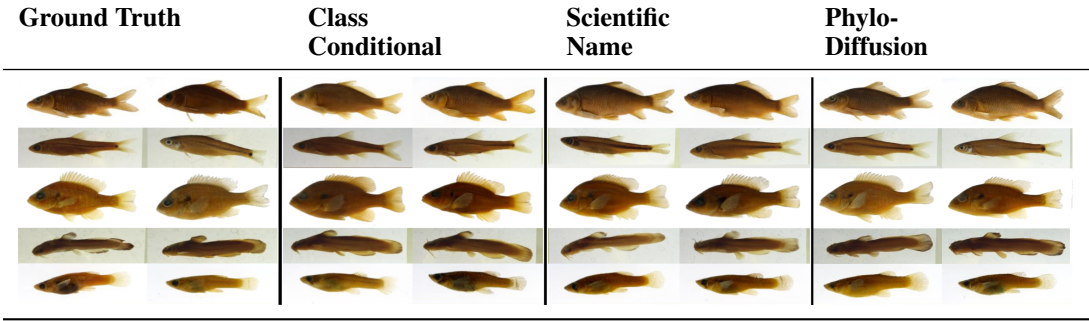 Ground Truth
Class
Conditional
Scientific
Name
Phylo-
Diffusion